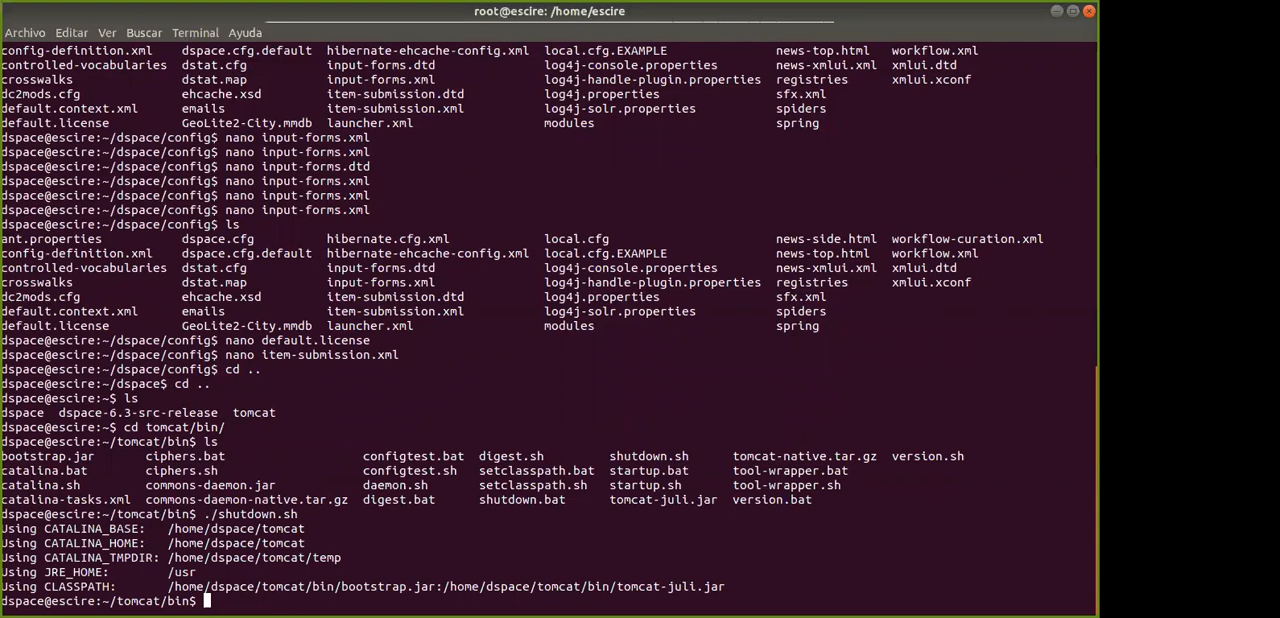 root@escire: /home/escire
Archivo Editar Ver Buscar Terminal Ayuda
config-definition.xml dspace.cfg.default hibernate-ehcache-config.xml local.cfg.EXAMPLE news-top.html workflow.xml
controlled-vocabularies dstat.cfg input-forms.dtd log4j-console.properties news-xmlui.xml xmlui.dtd
crosswalks dstat.map input-forms.xml log4j-handle-plugin.properties registries xmlui.xconf
dc2mods.cfg ehcache.xsd item-submission.dtd log4j.properties sfx.xml
default.context.xml emails item-submission.xml log4j-solr.properties spiders
default.license GeoLite2-City.mmdb launcher.xml modules spring
dspace@escire:~/dspace/config$ nano input-forms.xml
dspace@escire:~/dspace/config$ nano input-forms.xml
dspace@escire:~/dspace/config$ nano input-forms.dtd
dspace@escire:~/dspace/config$ nano input-forms.xml
dspace@escire:~/dspace/config$ nano input-forms.xml
dspace@escire:~/dspace/config$ nano input-forms.xml
dspace@escire:~/dspace/config$ ls
ant.properties dspace.cfg hibernate.cfg.xml local.cfg news-side.html workflow-curation.xml
config-definition.xml dspace.cfg.default hibernate-ehcache-config.xml local.cfg.EXAMPLE news-top.html workflow.xml
controlled-vocabularies dstat.cfg input-forms.dtd log4j-console.properties news-xmlui.xml xmlui.dtd
crosswalks dstat.map input-forms.xml log4j-handle-plugin.properties registries xmlui.xconf
dc2mods.cfg ehcache.xsd item-submission.dtd log4j.properties sfx.xml
default.context.xml emails item-submission.xml log4j-solr.properties spiders
default.license GeoLite2-City.mmdb launcher.xml modules spring
dspace@escire:~/dspace/config$ nano default.license
dspace@escire:~/dspace/config$ nano item-submission.xml
dspace@escire:~/dspace/config$ cd ..
dspace@escire:~/dspace$ cd ..
dspace@escire:~$ ls
dspace dspace-6.3-src-release tomcat
dspace@escire:~$ cd tomcat/bin/
dspace@escire:~/tomcat/bin$ ls
bootstrap.jar ciphers.bat configtest.bat digest.sh shutdown.sh tomcat-native.tar.gz version.sh
catalina.bat ciphers.sh configtest.sh setclasspath.bat startup.bat tool-wrapper.bat
catalina.sh commons-daemon.jar daemon.sh setclasspath.sh startup.sh tool-wrapper.sh
catalina-tasks.xml commons-daemon-native.tar.gz digest.bat shutdown.bat tomcat-juli.jar version.bat
dspace@escire:~/tomcat/bin$ ./shutdown.sh
Using CATALINA_BASE: /home/dspace/tomcat
Using CATALINA_HOME: /home/dspace/tomcat
Using CATALINA_TMPDIR: /home/dspace/tomcat/temp
Using JRE_HOME: /usr
Using CLASSPATH: /home/dspace/tomcat/bin/bootstrap.jar:/home/dspace/tomcat/bin/tomcat-juli.jar
dspace@escire:~/tomcat/bin$